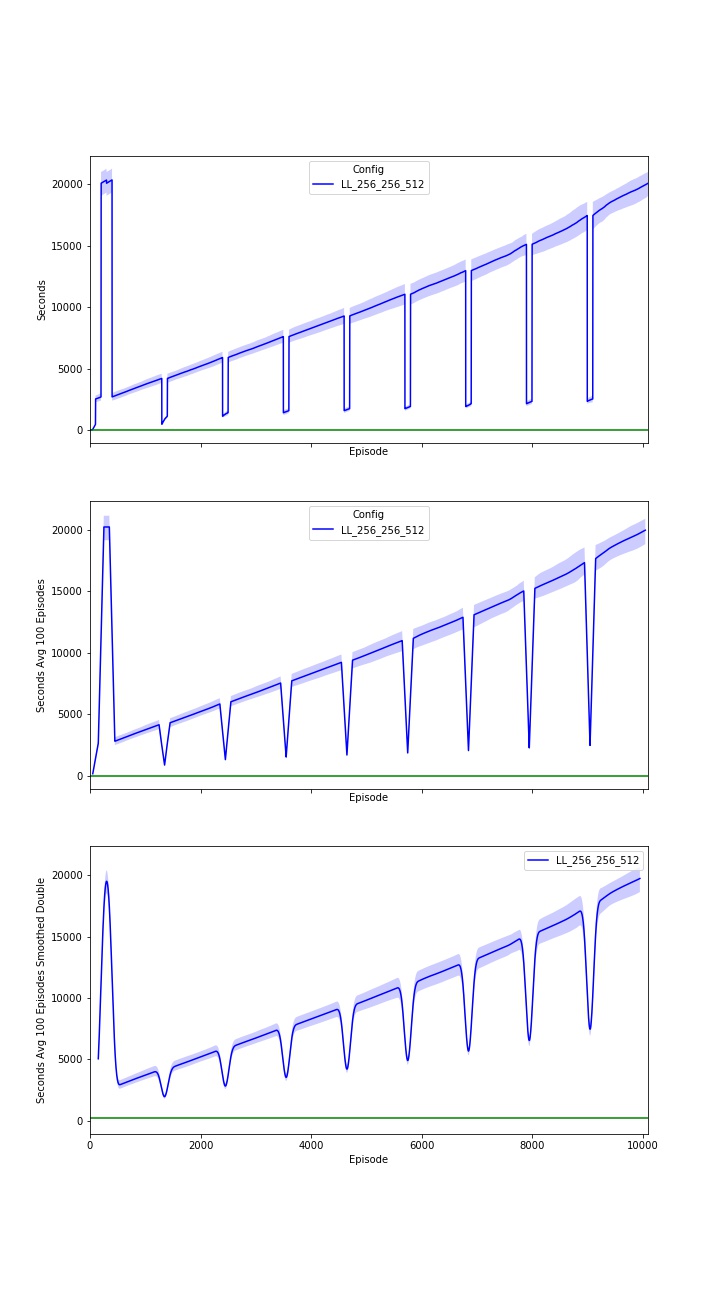 Config
LL_256_256_512
20000
15000
10000
5000
0
Seconds
Episode
Config
LL_256_256_512
20000
15000
10000
5000
0
Seconds Avg 100 Episodes
Episode
LL_256_256_512
20000
15000
10000
5000
0
Seconds Avg 100 Episodes Smoothed Double
0 2000 4000 6000 8000 10000
Episode